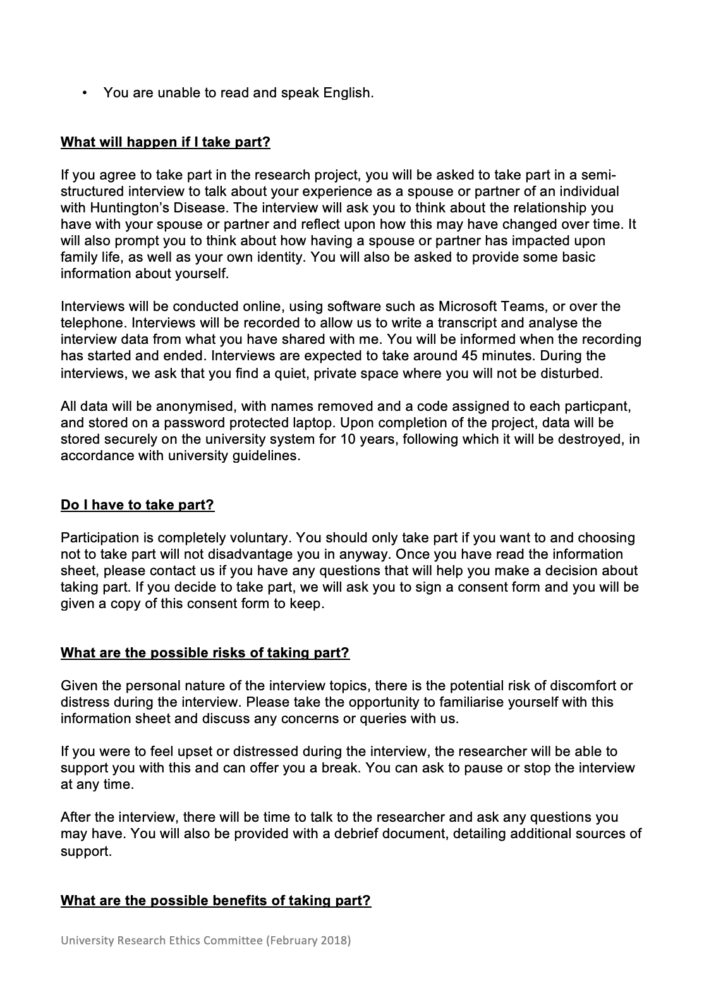 • You are unable to read and speak English.
What will happen if I take part?
If you agree to take part in the research project, you will be asked to take part in a semi-
structured interview to talk about your experience as a spouse or partner of an individual
with Huntington’s Disease. The interview will ask you to think about the relationship you
have with your spouse or partner and reflect upon how this may have changed over time. It
will also prompt you to think about how having a spouse or partner has impacted upon
family life, as well as your own identity. You will also be asked to provide some basic
information about yourself.
Interviews will be conducted online, using software such as Microsoft Teams, or over the
telephone. Interviews will be recorded to allow us to write a transcript and analyse the
interview data from what you have shared with me. You will be informed when the recording
has started and ended. Interviews are expected to take around 45 minutes. During the
interviews, we ask that you find a quiet, private space where you will not be disturbed.
All data will be anonymised, with names removed and a code assigned to each particpant,
and stored on a password protected laptop. Upon completion of the project, data will be
stored securely on the university system for 10 years, following which it will be destroyed, in
accordance with university guidelines.
Do I have to take part?
Participation is completely voluntary. You should only take part if you want to and choosing
not to take part will not disadvantage you in anyway. Once you have read the information
sheet, please contact us if you have any questions that will help you make a decision about
taking part. If you decide to take part, we will ask you to sign a consent form and you will be
given a copy of this consent form to keep.
What are the possible risks of taking part?
Given the personal nature of the interview topics, there is the potential risk of discomfort or
distress during the interview. Please take the opportunity to familiarise yourself with this
information sheet and discuss any concerns or queries with us.
If you were to feel upset or distressed during the interview, the researcher will be able to
support you with this and can offer you a break. You can ask to pause or stop the interview
at any time.
After the interview, there will be time to talk to the researcher and ask any questions you
may have. You will also be provided with a debrief document, detailing additional sources of
support.
What are the possible benefits of taking part?
University Research Ethics Committee (February 2018)